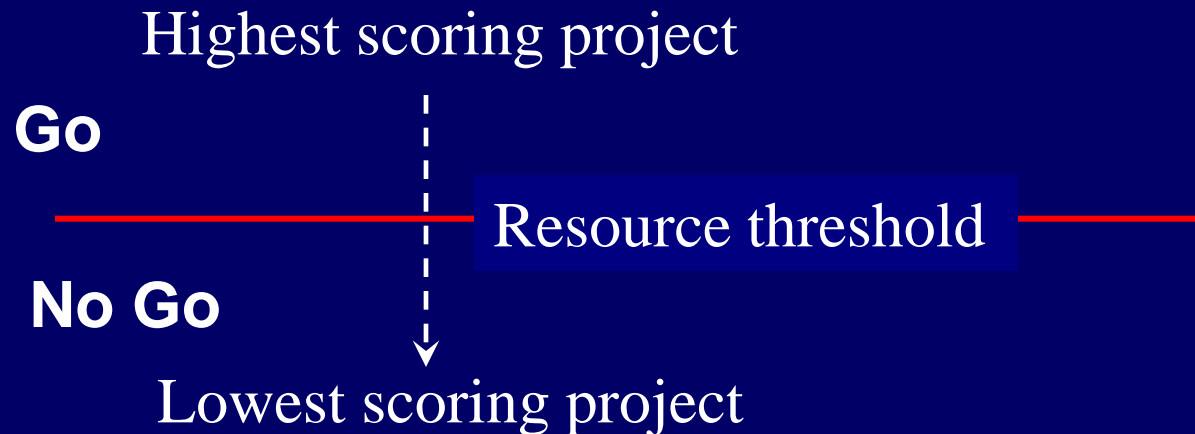 Highest scoring project
Go
Resource threshold
No Go
Lowest scoring project